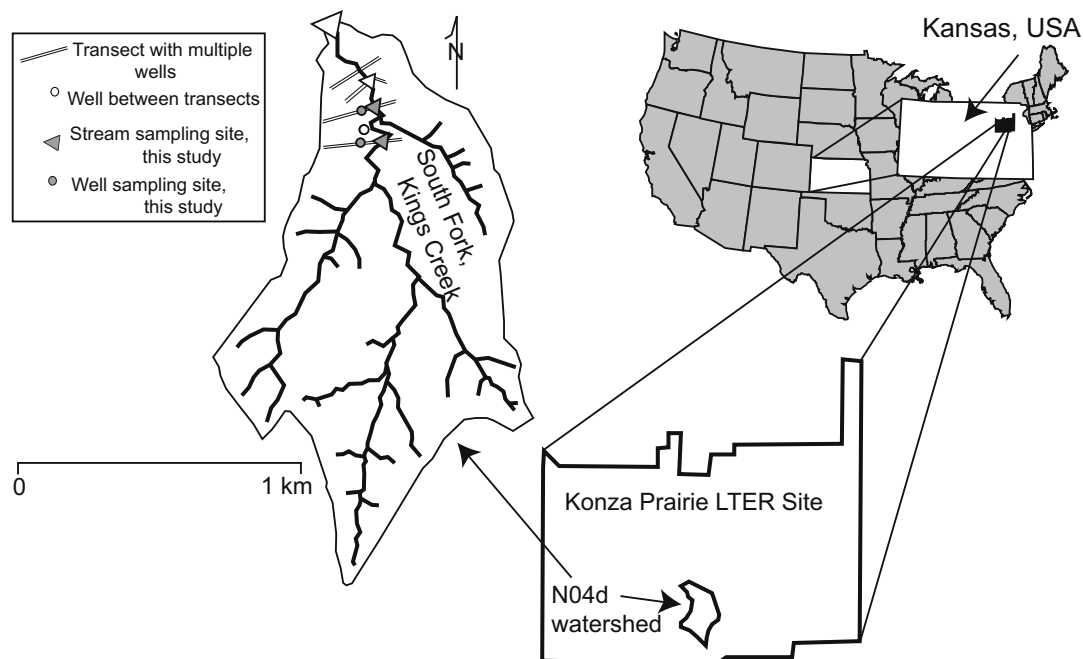 Transect with multiple
wells
Well between transects
Stream sampling site,
this study
Well sampling site,
this study
N
South Fork,
Kings Creek
0
1 km
Kansas, USA
Konza Prairie LTER Site
N04d
watershed